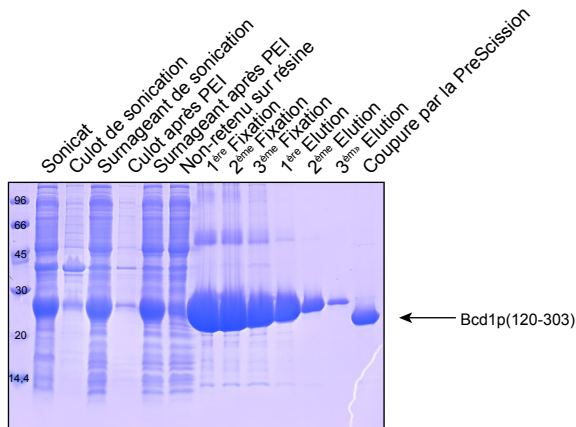 Sonicat
Culot de sonication
Surnageant de sonication
Culot après PEI
Surnageant après PEI
Non-retenu sur résine
1ère Fixation
2ème Fixation
3ème Fixation
1ère Elution
2ème Elution
3ème Elution
Coupure par la PreScission
96
66
45
30
20
14,4
Bcd1p(120-303)